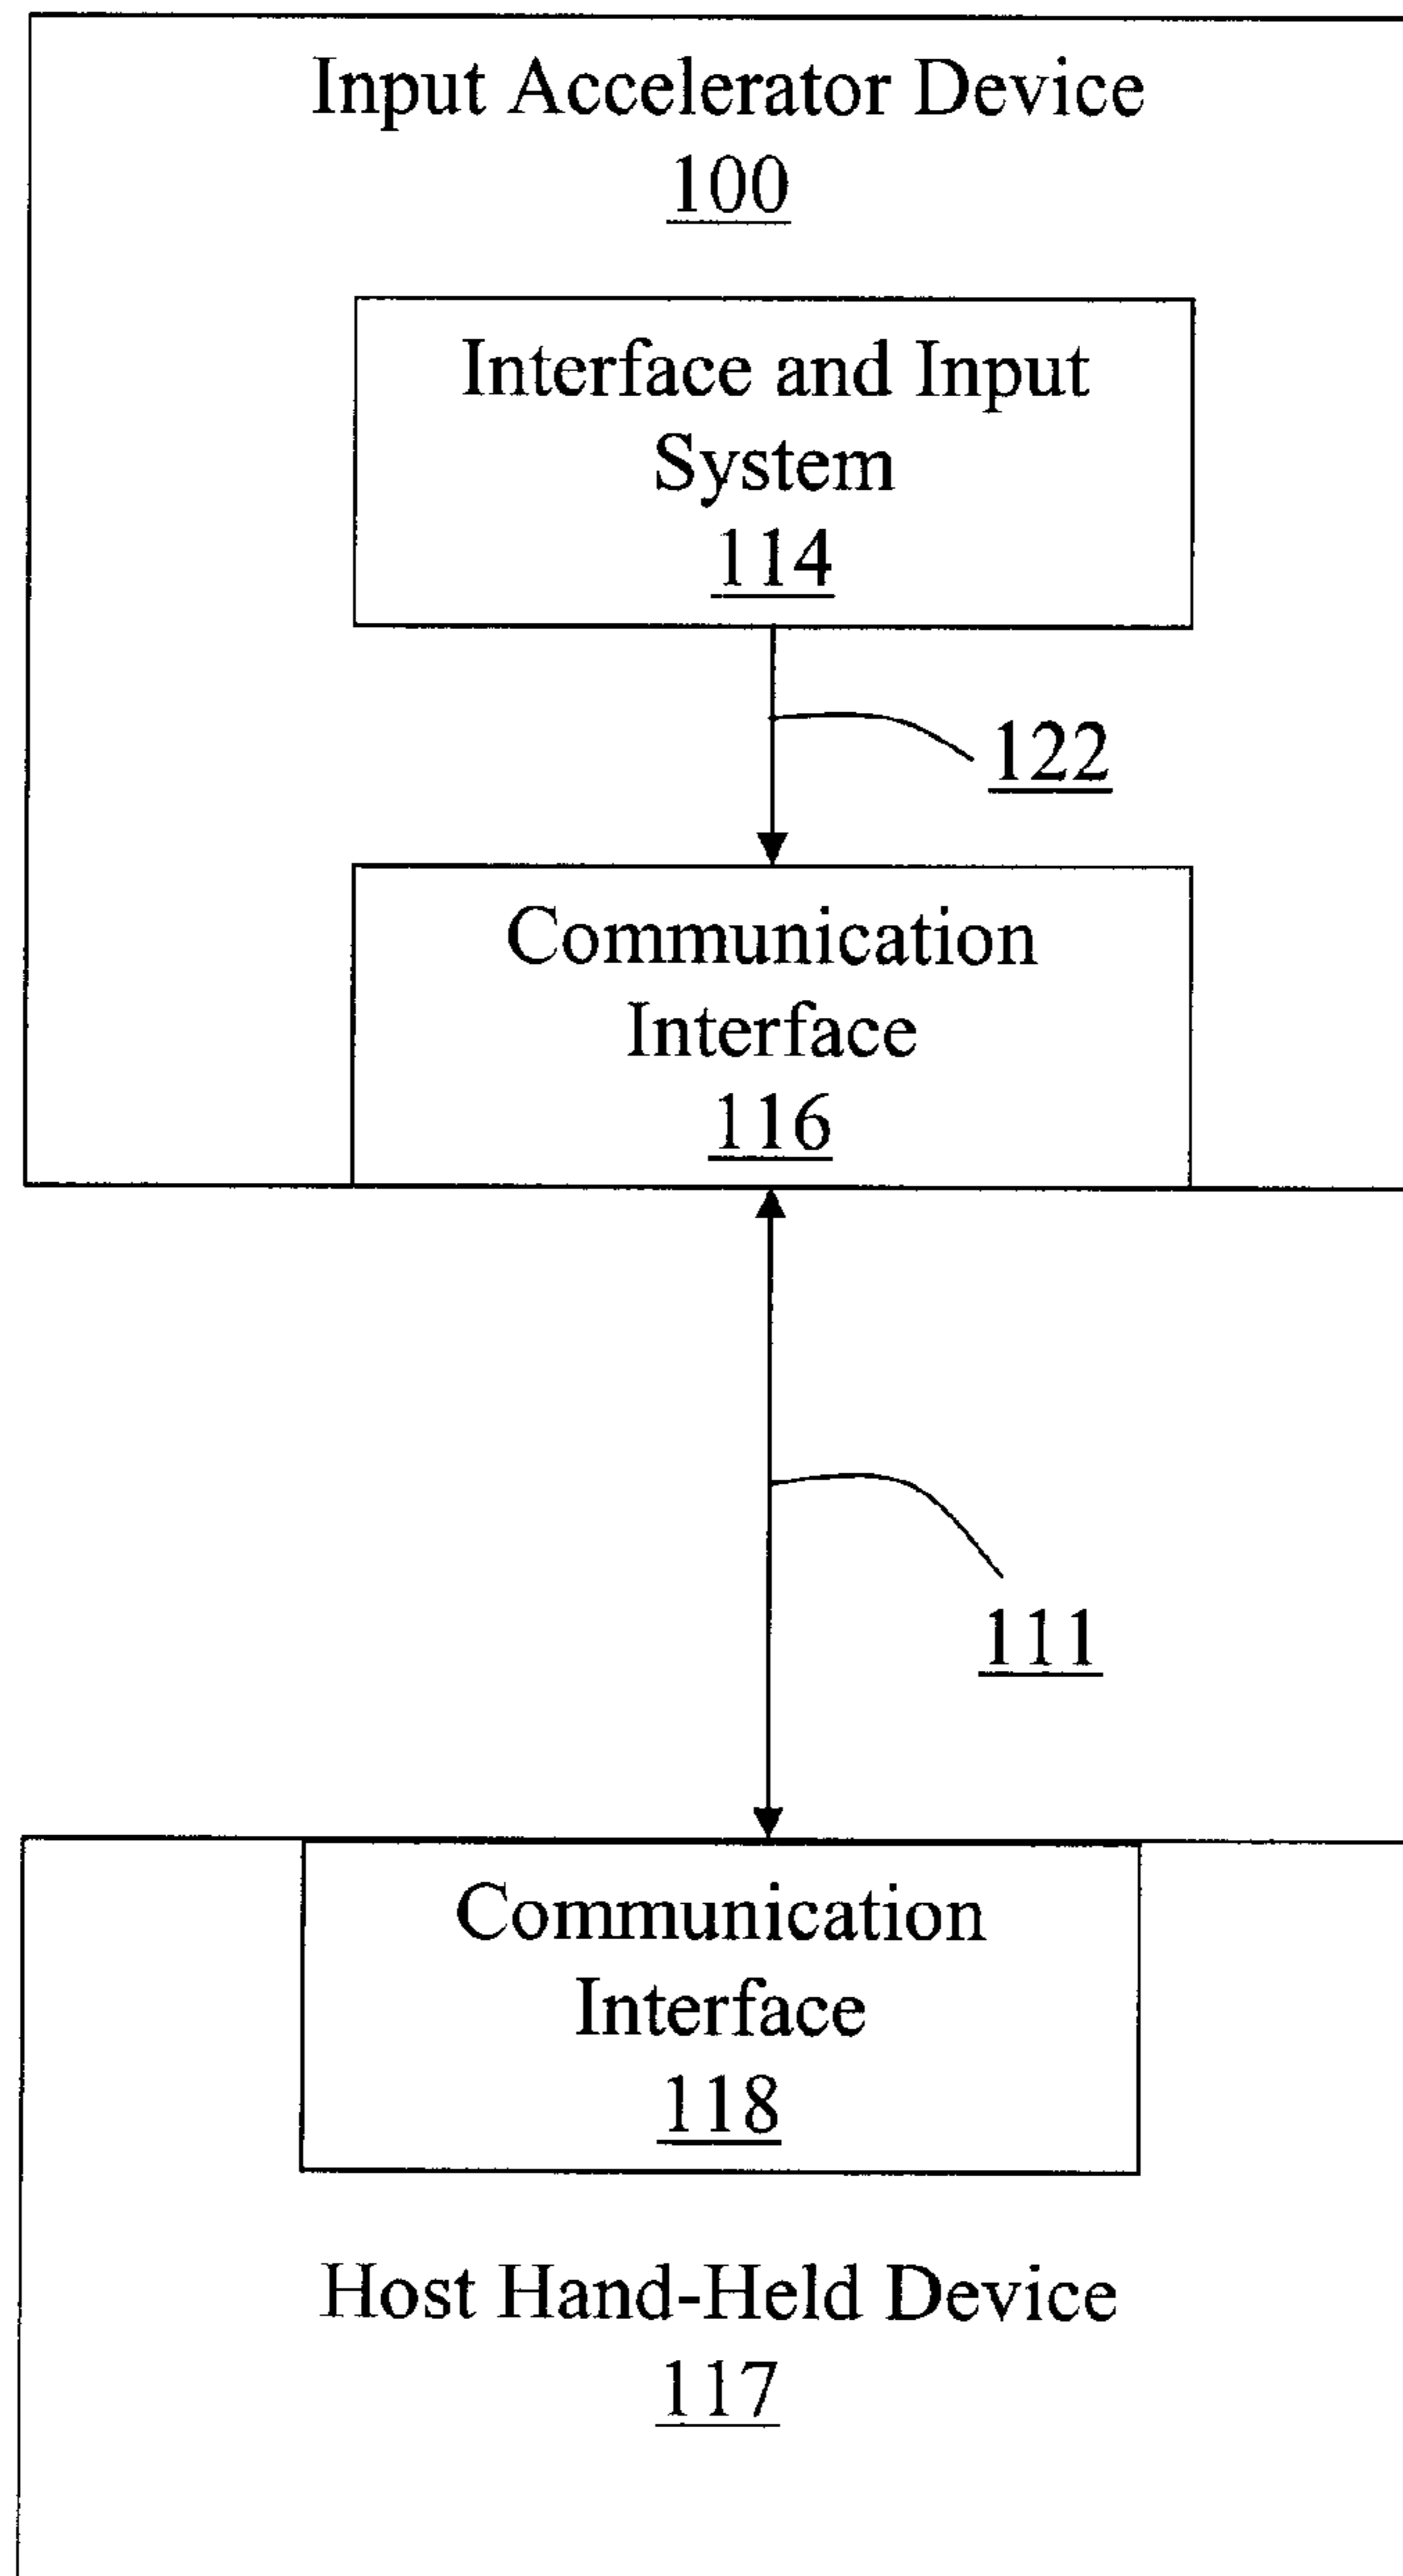 Input Accelerator Device
100
Interface and Input
System
114
122
Communication
Interface
116
111
Communication
Interface
118
Host Hand-Held Device
117